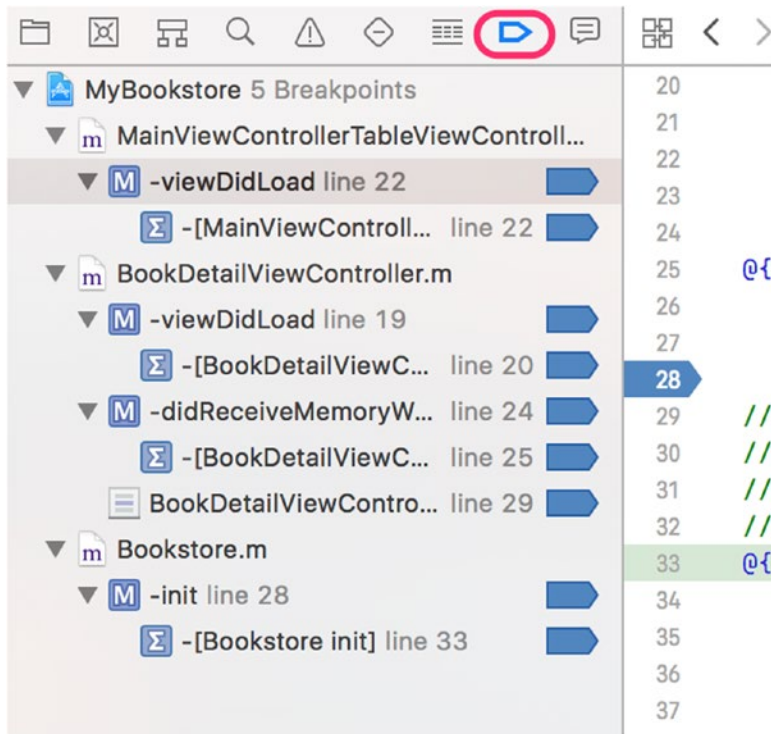 MyBookstore 5 Breakpoints
m MainViewControllerTableViewControll...
M -viewDidLoad line 22
Σ -[MainViewControll... line 22
m BookDetailViewController.m
M -viewDidLoad line 19
Σ -[BookDetailViewC... line 20
M -didReceiveMemoryW... line 24
Σ -[BookDetailViewC... line 25
BookDetailViewContro... line 29
m Bookstore.m
M -init line 28
Σ -[Bookstore init] line 33
20
21
22
23
24
25 @{
26
27
28
29 //
30 //
31 //
32 //
33 @{
34
35
36
37